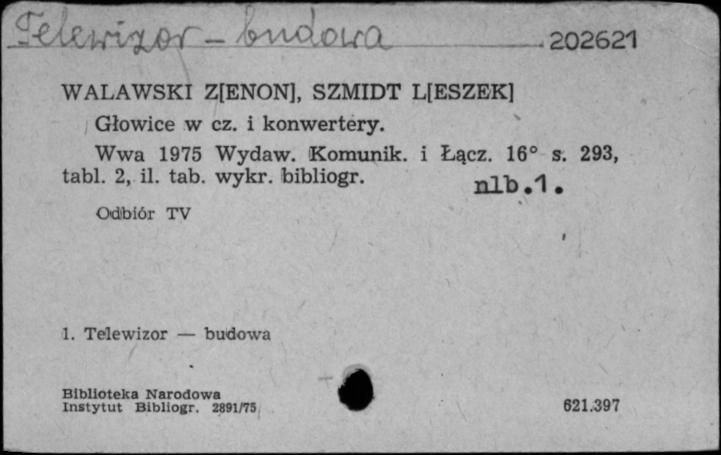 Telewizor - budowa 202621
WALAWSKI Z[ENON], SZMIDT L[ESZEK]
Głowice w cz. i konwertery.
Wwa 1975 Wydaw. Komunik. i Łącz. 16° s. 293,
tabl. 2, il. tab. wykr. bibliogr. nlb.1.
Odbiór TV
1. Telewizor — budowa
Biblioteka Narodowa
Instytut Bibliogr. 2891/75 621.397